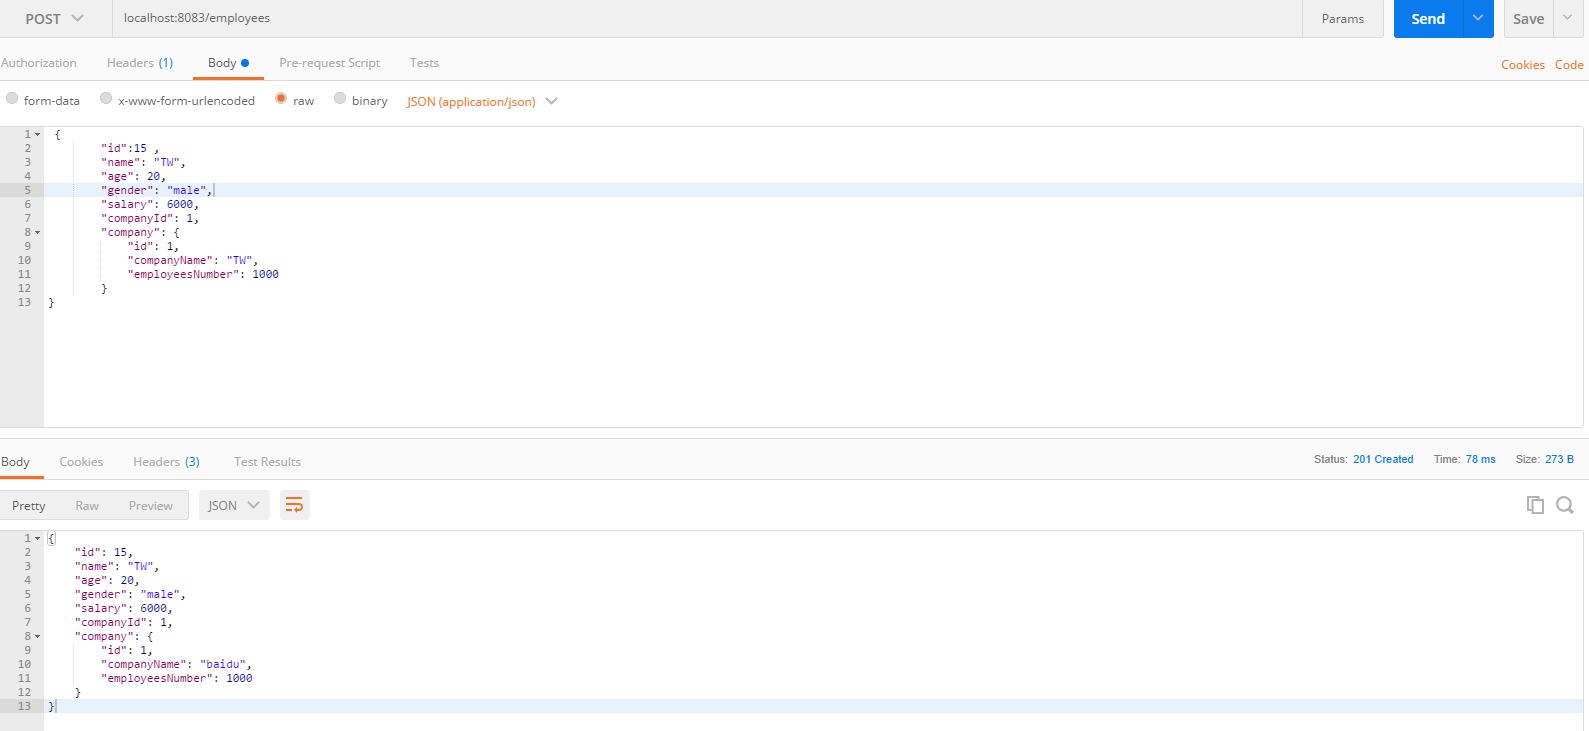 POST localhost:8083/employees Params Send Save
Authorization Headers (1) Body Pre-request Script Tests Cookies Code
form-data x-www-form-urlencoded raw binary JSON (application/json)
1 {
2 "id":15 ,
3 "name": "TW",
4 "age": 20,
5 "gender": "male",
6 "salary": 6000,
7 "companyId": 1,
8 "company": {
9 "id": 1,
10 "companyName": "TW",
11 "employeesNumber": 1000
12 }
13 }
Body Cookies Headers (3) Test Results Status: 201 Created Time: 78 ms Size: 273 B
Pretty Raw Preview JSON
1 {
2 "id": 15,
3 "name": "TW",
4 "age": 20,
5 "gender": "male",
6 "salary": 6000,
7 "companyId": 1,
8 "company": {
9 "id": 1,
10 "companyName": "baidu",
11 "employeesNumber": 1000
12 }
13 }